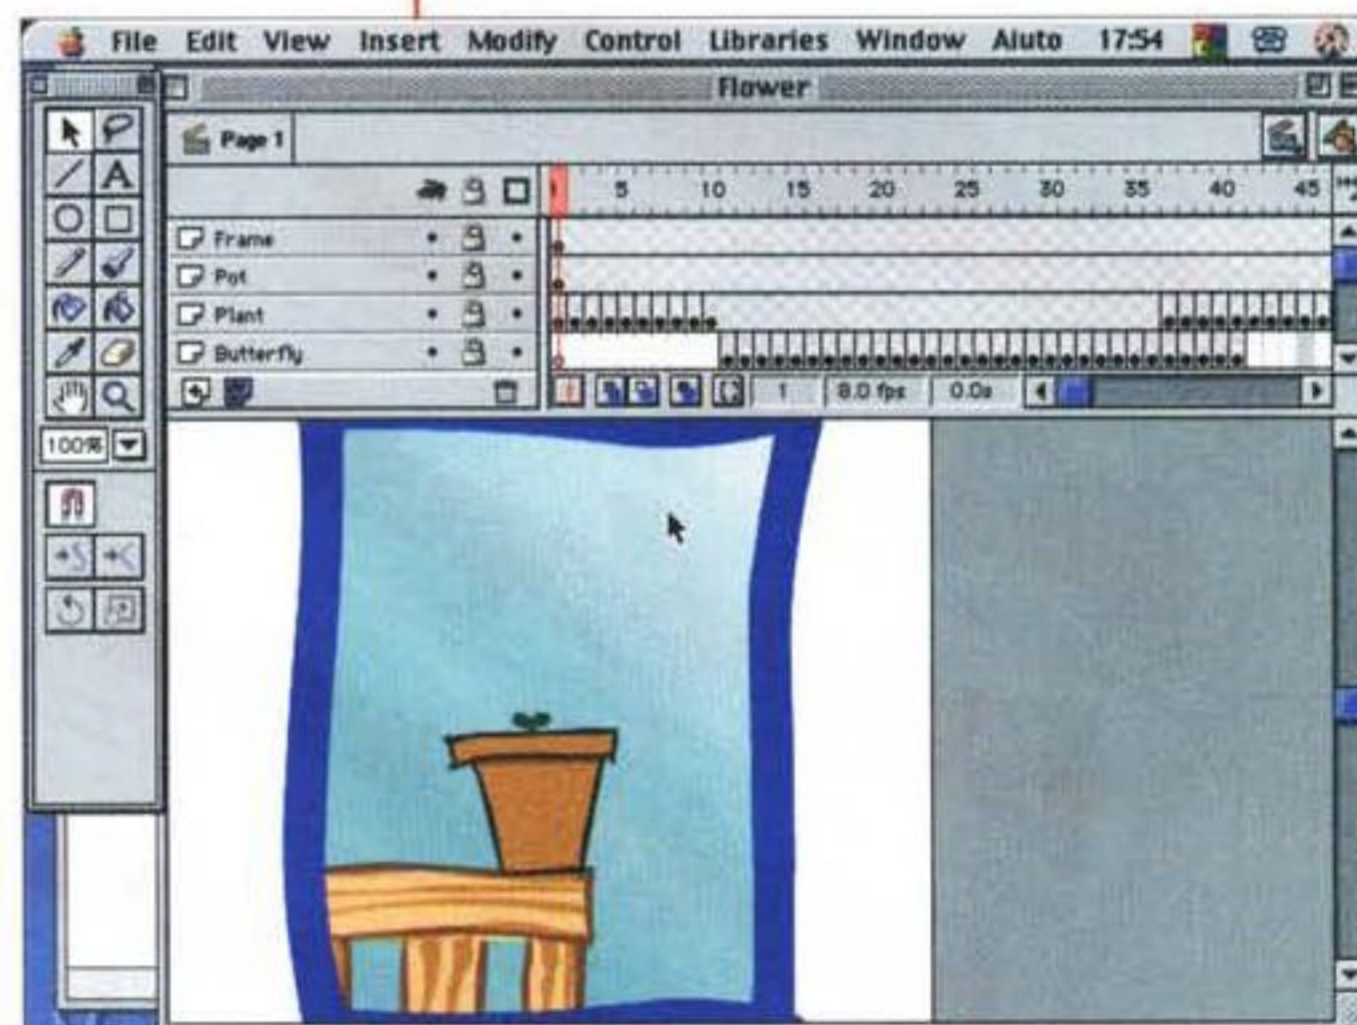 File Edit View Insert Modify Control Libraries Window Aiuto 17:54
Flower
Page 1
5 10 15 20 25 30 35 40 45
Frame
Pot
Plant
Butterfly
1 8.0 fps 0.0s
A
100%